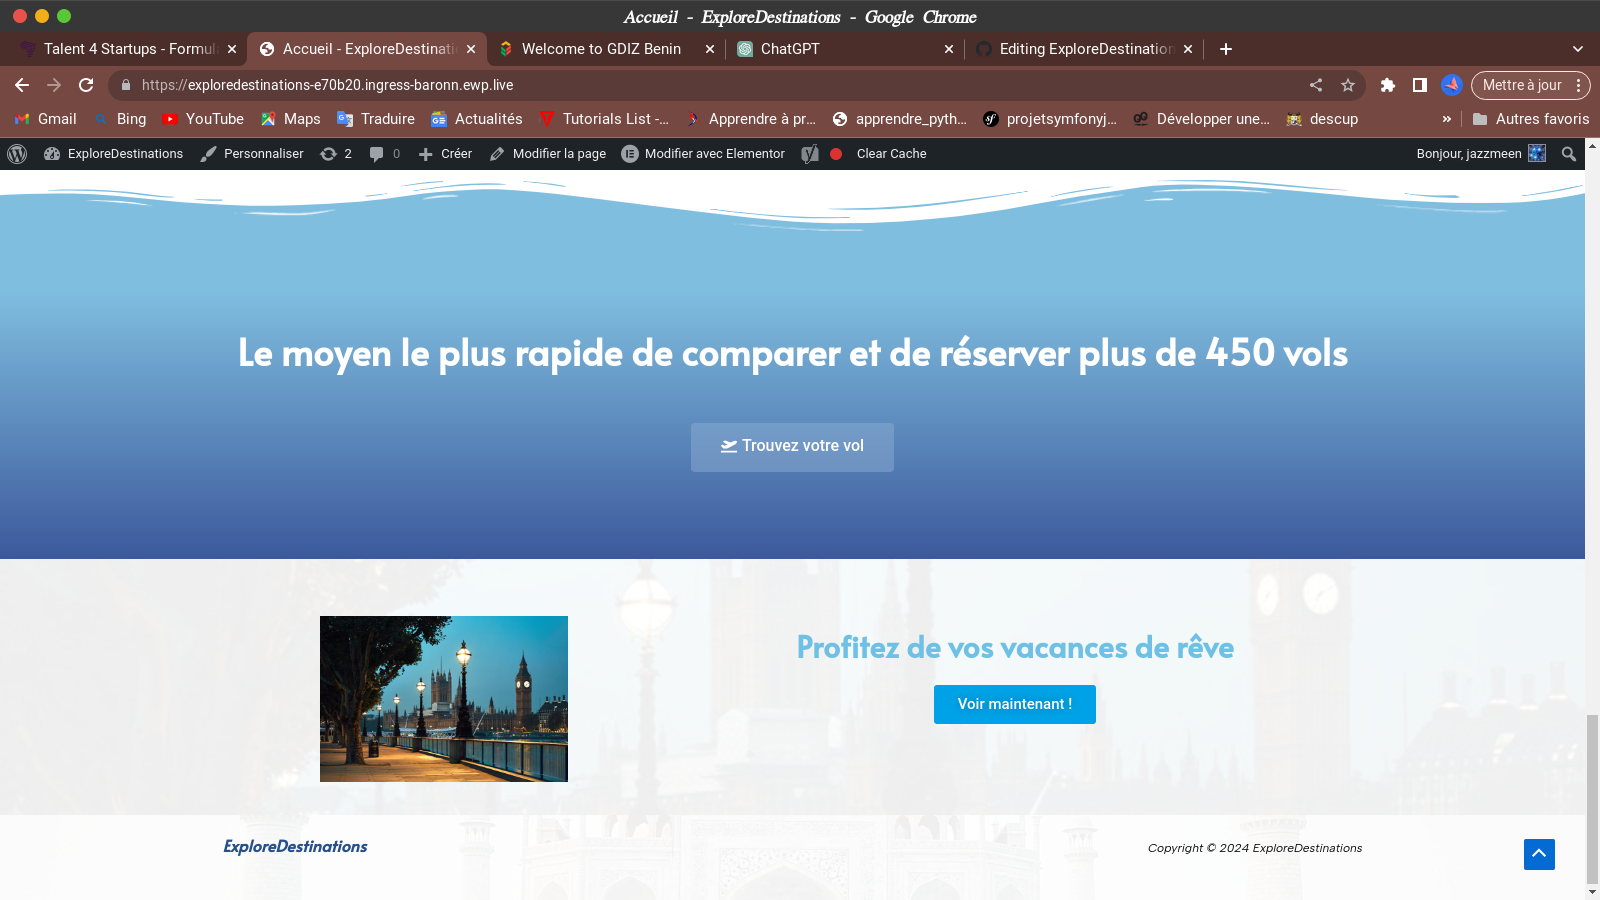 Accueil - ExploreDestinations - Google Chrome
Talent 4 Startups - Formul
Accueil - ExploreDestinati
Welcome to GDIZ Benin
ChatGPT
Editing ExploreDestination
https://exploredestinations-e70b20.ingress-baronn.ewp.live
Mettre à jour
Gmail
Bing
YouTube
Maps
Traduire
Actualités
Tutorials List -...
Apprendre à pr...
apprendre_pyth...
projetsymfonyj...
Développer une...
descup
»
Autres favoris
ExploreDestinations
Personnaliser
2
0
Créer
Modifier la page
Modifier avec Elementor
Clear Cache
Bonjour, jazzmeen
Le moyen le plus rapide de comparer et de réserver plus de 450 vols
Trouvez votre vol
Profitez de vos vacances de rêve
Voir maintenant !
ExploreDestinations
Copyright © 2024 ExploreDestinations